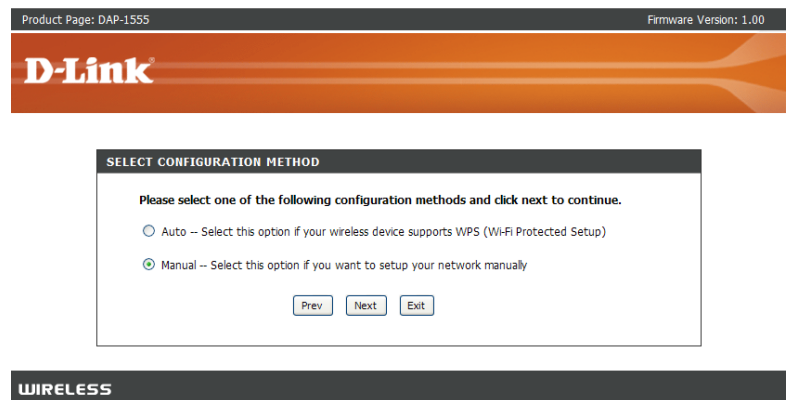 Product Page: DAP-1555 Firmware Version: 1.00
D-Link
SELECT CONFIGURATION METHOD
Please select one of the following configuration methods and click next to continue.
Auto -- Select this option if your wireless device supports WPS (Wi-Fi Protected Setup)
Manual -- Select this option if you want to setup your network manually
Prev Next Exit
WIRELESS